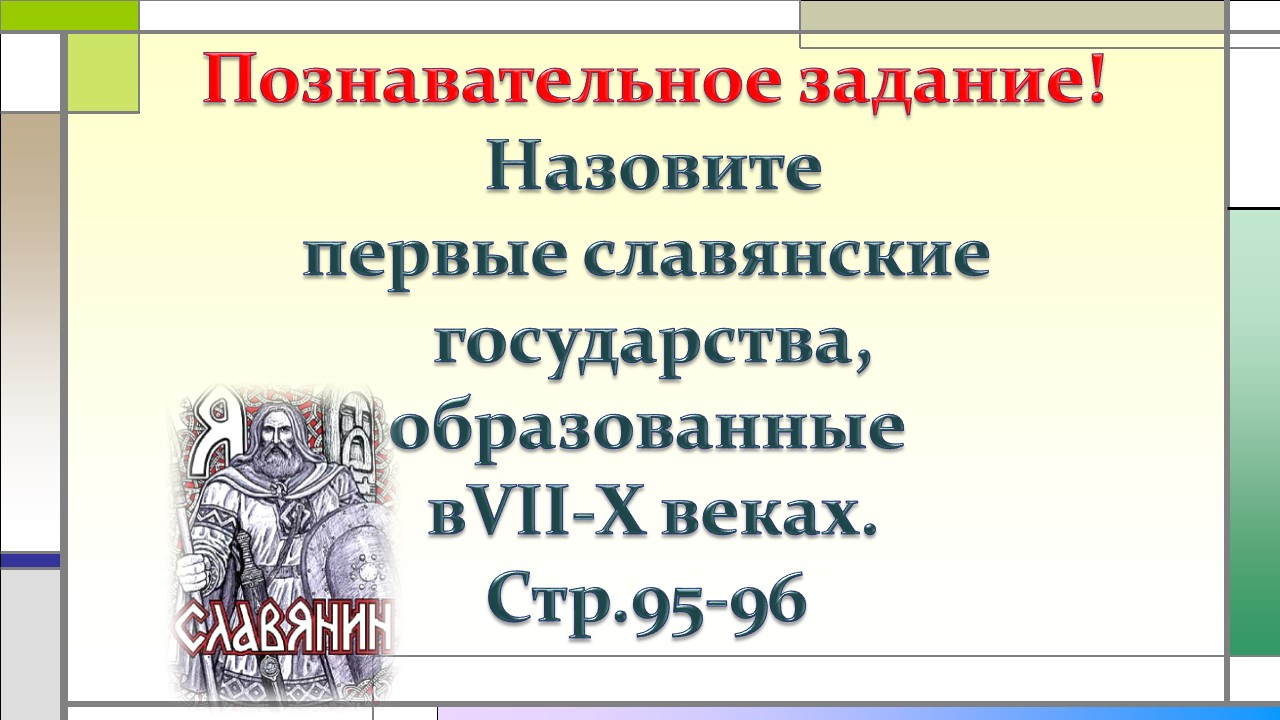 Познавательное задание!
Назовите
первые славянские
государства,
образованные
вVII-X веках.
Стр.95-96
Я
СЛАВЯНИН